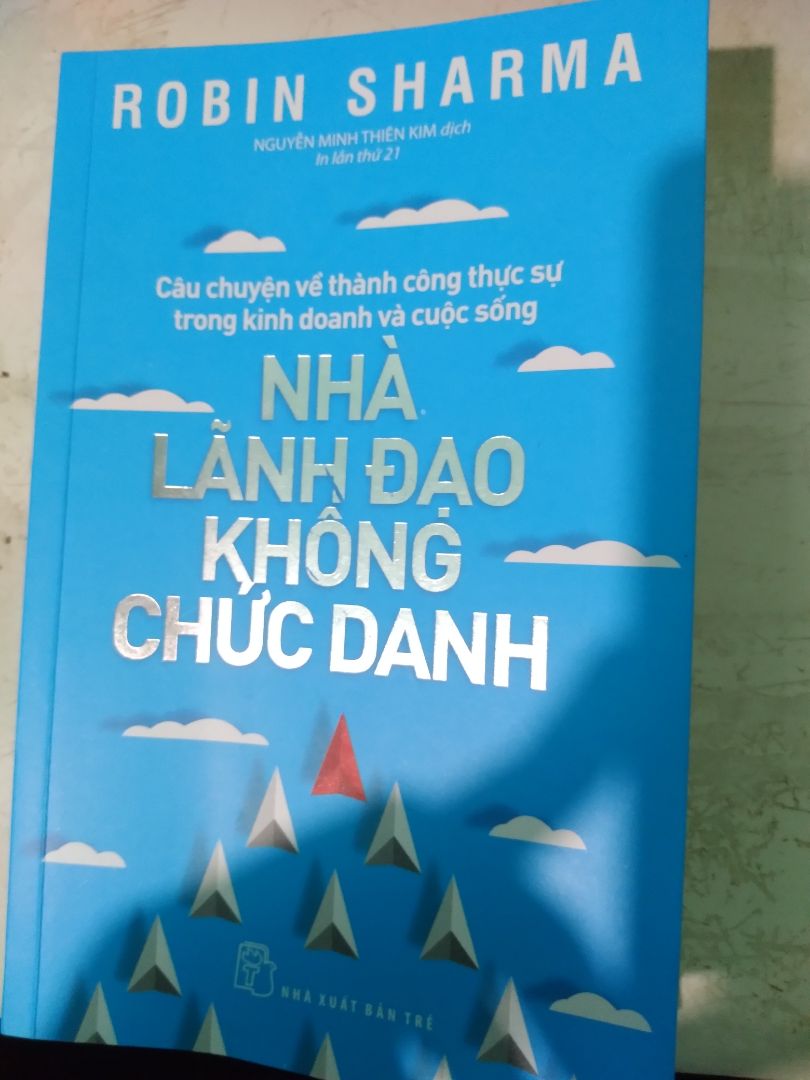 ROBIN SHARMA
NGUYỄN MINH THIÊN KIM dịch
In lần thứ 21
Câu chuyện về thành công thực sự
trong kinh doanh và cuộc sống
NHÀ
LÃNH ĐẠO
KHÔNG
CHỨC DANH
NHÀ XUẤT BẢN TRẺ